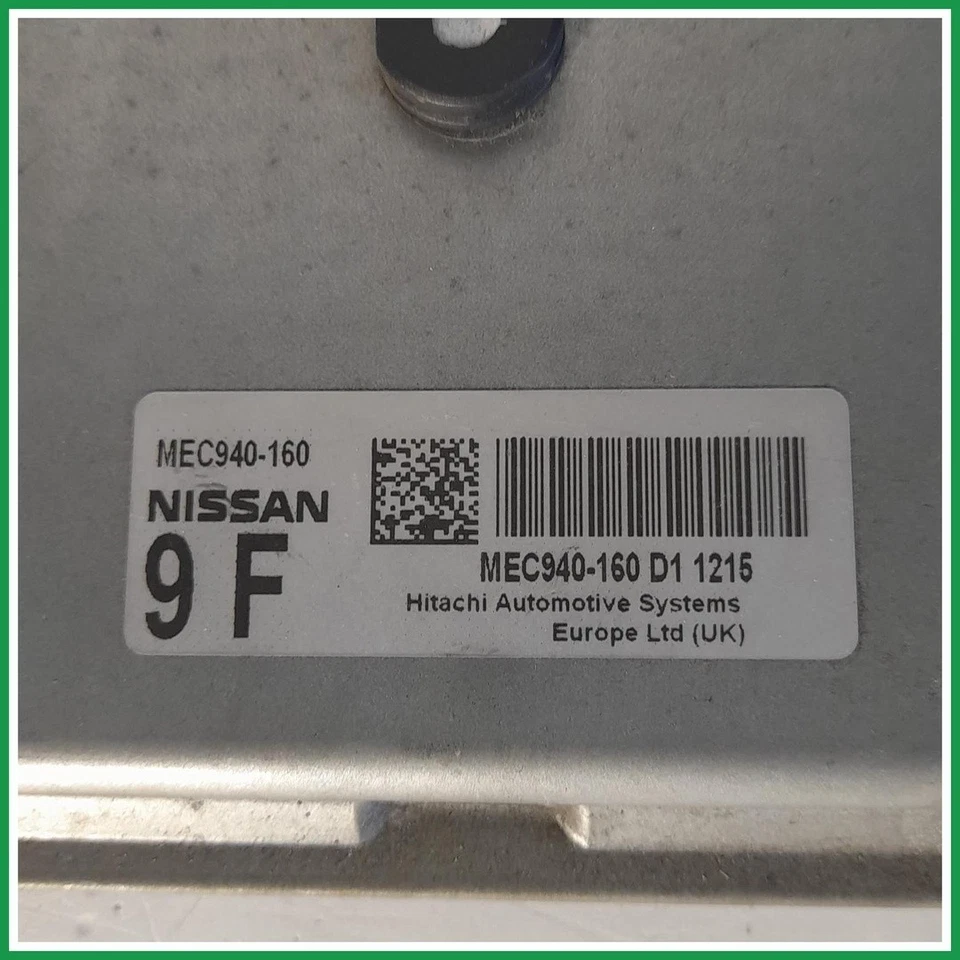 MEC940-160
NISSAN
9 F
MEC940-160 D1 1215
Hitachi Automotive Systems
Europe Ltd (UK)